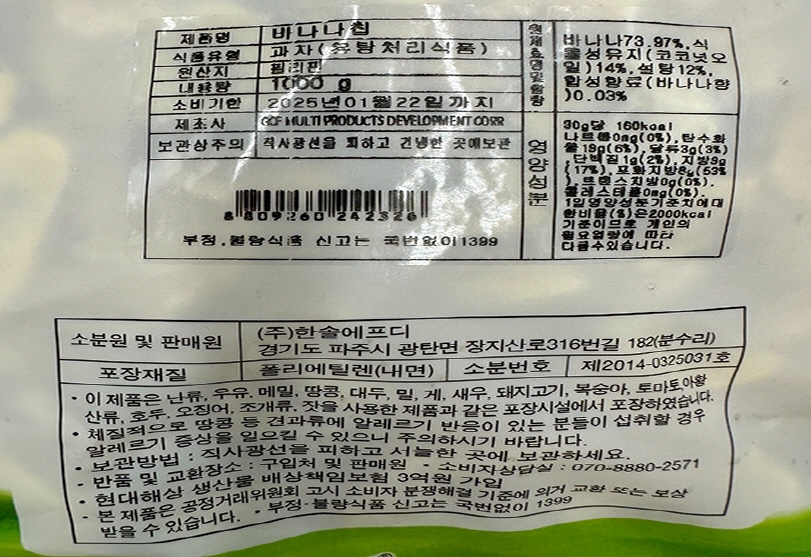 제품명 바나나칩
식품유형 과자(유탕처리식품)
원산지 필리핀
내용량 1000 g
소비기한 2025년01월22일까지
제조사 GCF MULTI PRODUCTS DEVELOPMENT CORR
보관상주의 직사광선을 피하고 건냉한 곳에보관
8 809260 242326
부정,불량식품 신고는 국번없이1399
원재료명및함량
바나나73.97%,식
물성유지(코코넛오
일)14%,설탕12%,
합성향료(바나나향
)0.03%
영양성분
30g당 160kcal
나트륨0mg(0%),탄수화
물19g(6%),당류3g(3%)
,단백질1g(2%),지방9g
(17%),포화지방8g(53%
),트랜스지방0g(0%).
콜레스테롤0mg(0%).
1일영양성분기준치에대
한비율(%)은2000kcal
기준이므로 개인의
필요열량에 따라
다를수있습니다.
소분원 및 판매원 (주)한솔에프디
경기도 파주시 광탄면 장지산로316번길 182(분수리)
포장재질 폴리에틸렌(내면) 소분번호 제2014-0325031호
· 이 제품은 난류, 우유, 메밀, 땅콩, 대두, 밀, 게, 새우, 돼지고기, 복숭아, 토마토,아황
산류, 호두, 오징어, 조개류, 잣을 사용한 제품과 같은 포장시설에서 포장하였습니다.
· 체질적으로 땅콩 등 견과류에 알레르기 반응이 있는 분들이 섭취할 경우
알레르기 증상을 일으킬 수 있으니 주의하시기 바랍니다.
· 보관방법 : 직사광선을 피하고 서늘한 곳에 보관하세요.
· 반품 및 교환장소 : 구입처 및 판매원 · 소비자상담실 : 070-8880-2571
· 현대해상 생산물 배상책임보험 3억원 가입
· 본 제품은 공정거래위원회 고시 소비자 분쟁해결 기준에 의거 교환 또는 보상
받을 수 있습니다. · 부정·불량식품 신고는 국번없이 1399